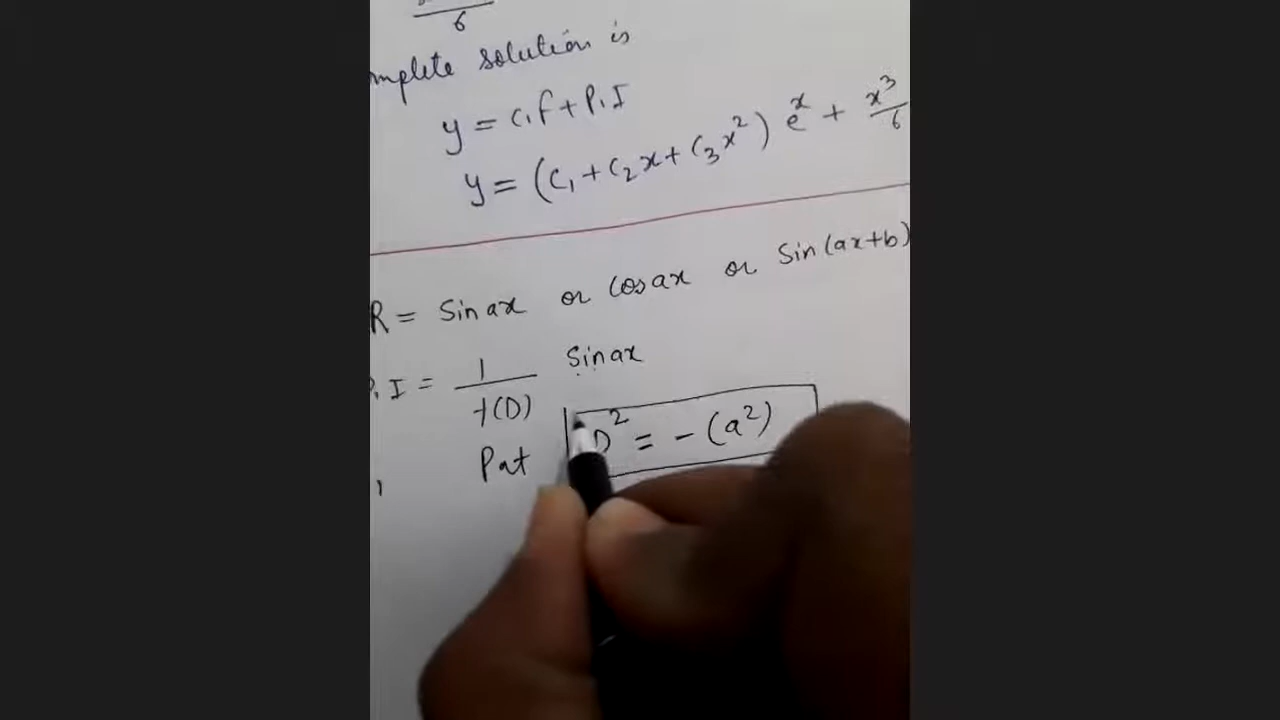 6
mplete solution is
y = C.F + P.I
y = (C₁ + C₂x + C₃x²) eˣ + x³/6
R = Sin ax or Cos ax or Sin (ax+b)
P.I = 1/f(D) Sin ax
Put D² = -(a²)